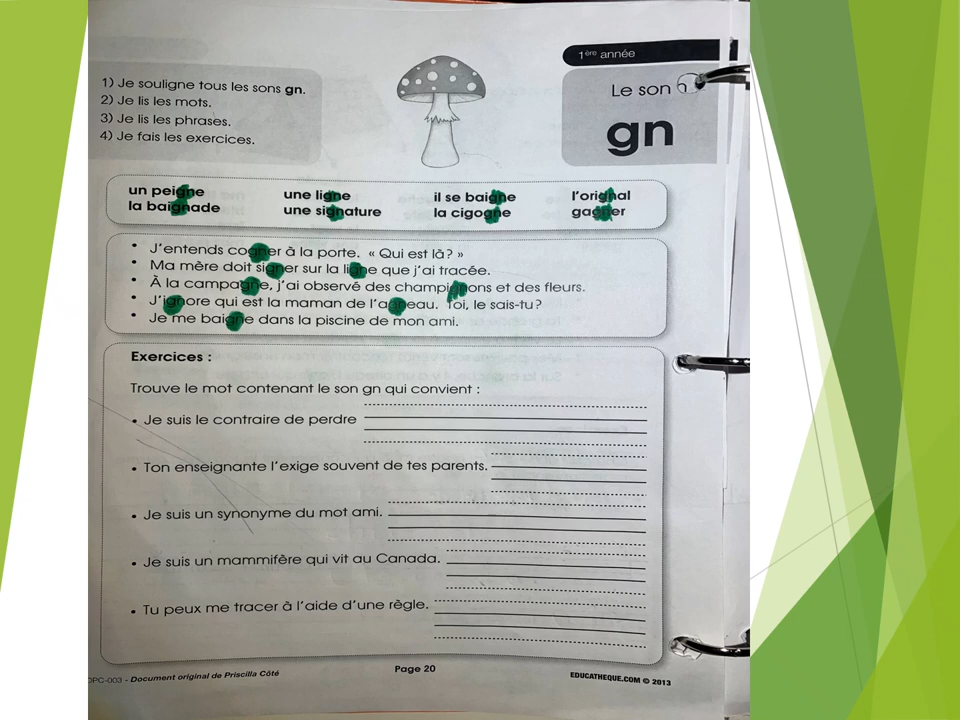 1ère année
1) Je souligne tous les sons gn.
2) Je lis les mots.
3) Je lis les phrases.
4) Je fais les exercices.
Le son
gn
un peigne une ligne il se baigne l'orignal
la baignade une signature la cigogne gagner
• J'entends cogner à la porte. « Qui est là? »
• Ma mère doit signer sur la ligne que j'ai tracée.
• À la campagne, j'ai observé des champignons et des fleurs.
• J'ignore qui est la maman de l'agneau. Toi, le sais-tu?
• Je me baigne dans la piscine de mon ami.
Exercices :
Trouve le mot contenant le son gn qui convient :
• Je suis le contraire de perdre
• Ton enseignante l'exige souvent de tes parents.
• Je suis un synonyme du mot ami.
• Je suis un mammifère qui vit au Canada.
• Tu peux me tracer à l'aide d'une règle.
DPC-003 - Document original de Priscilla Côté
Page 20
EDUCATHEQUE.COM © 2013